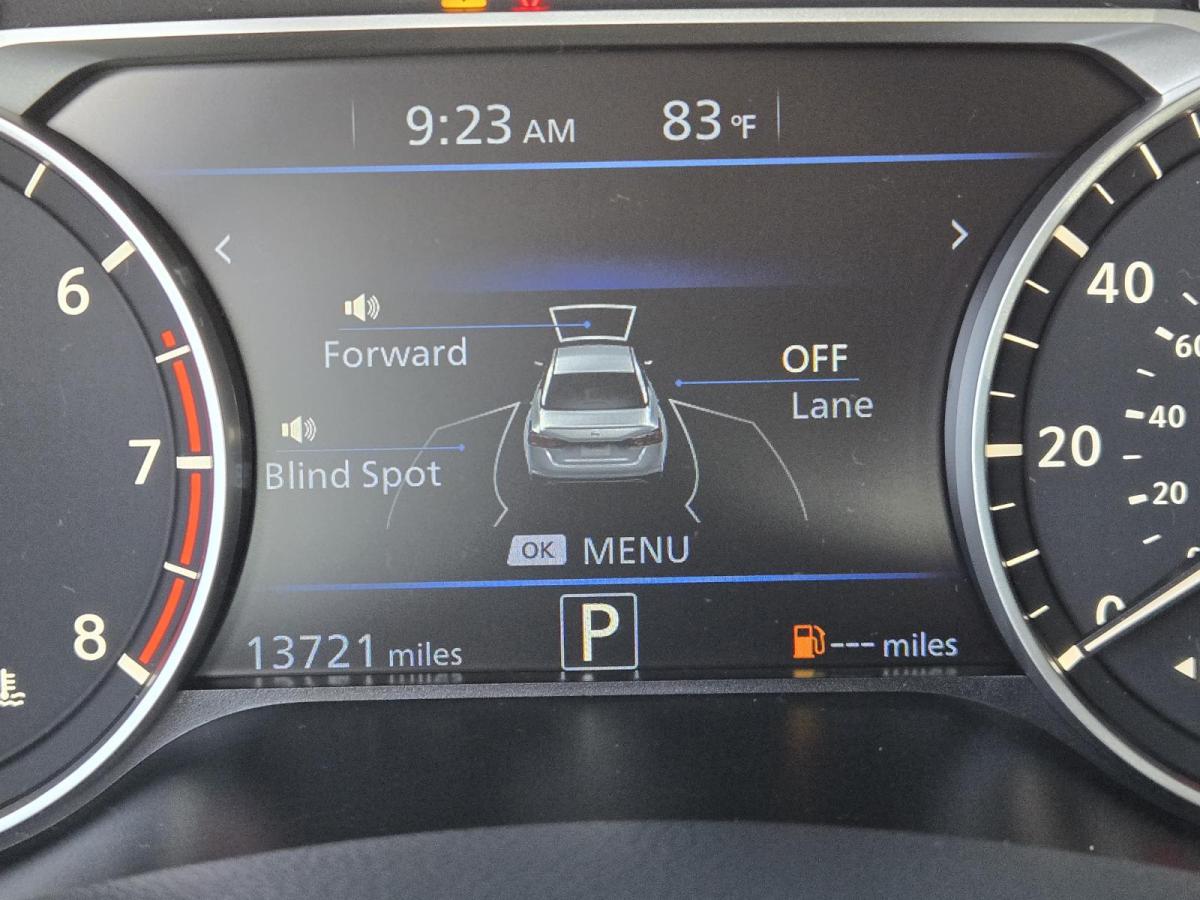 9:23 AM 83 °F
6
40
60
Forward
OFF
Lane
7
20
40
Blind Spot
20
OK MENU
8
0
P
13721 miles
--- miles